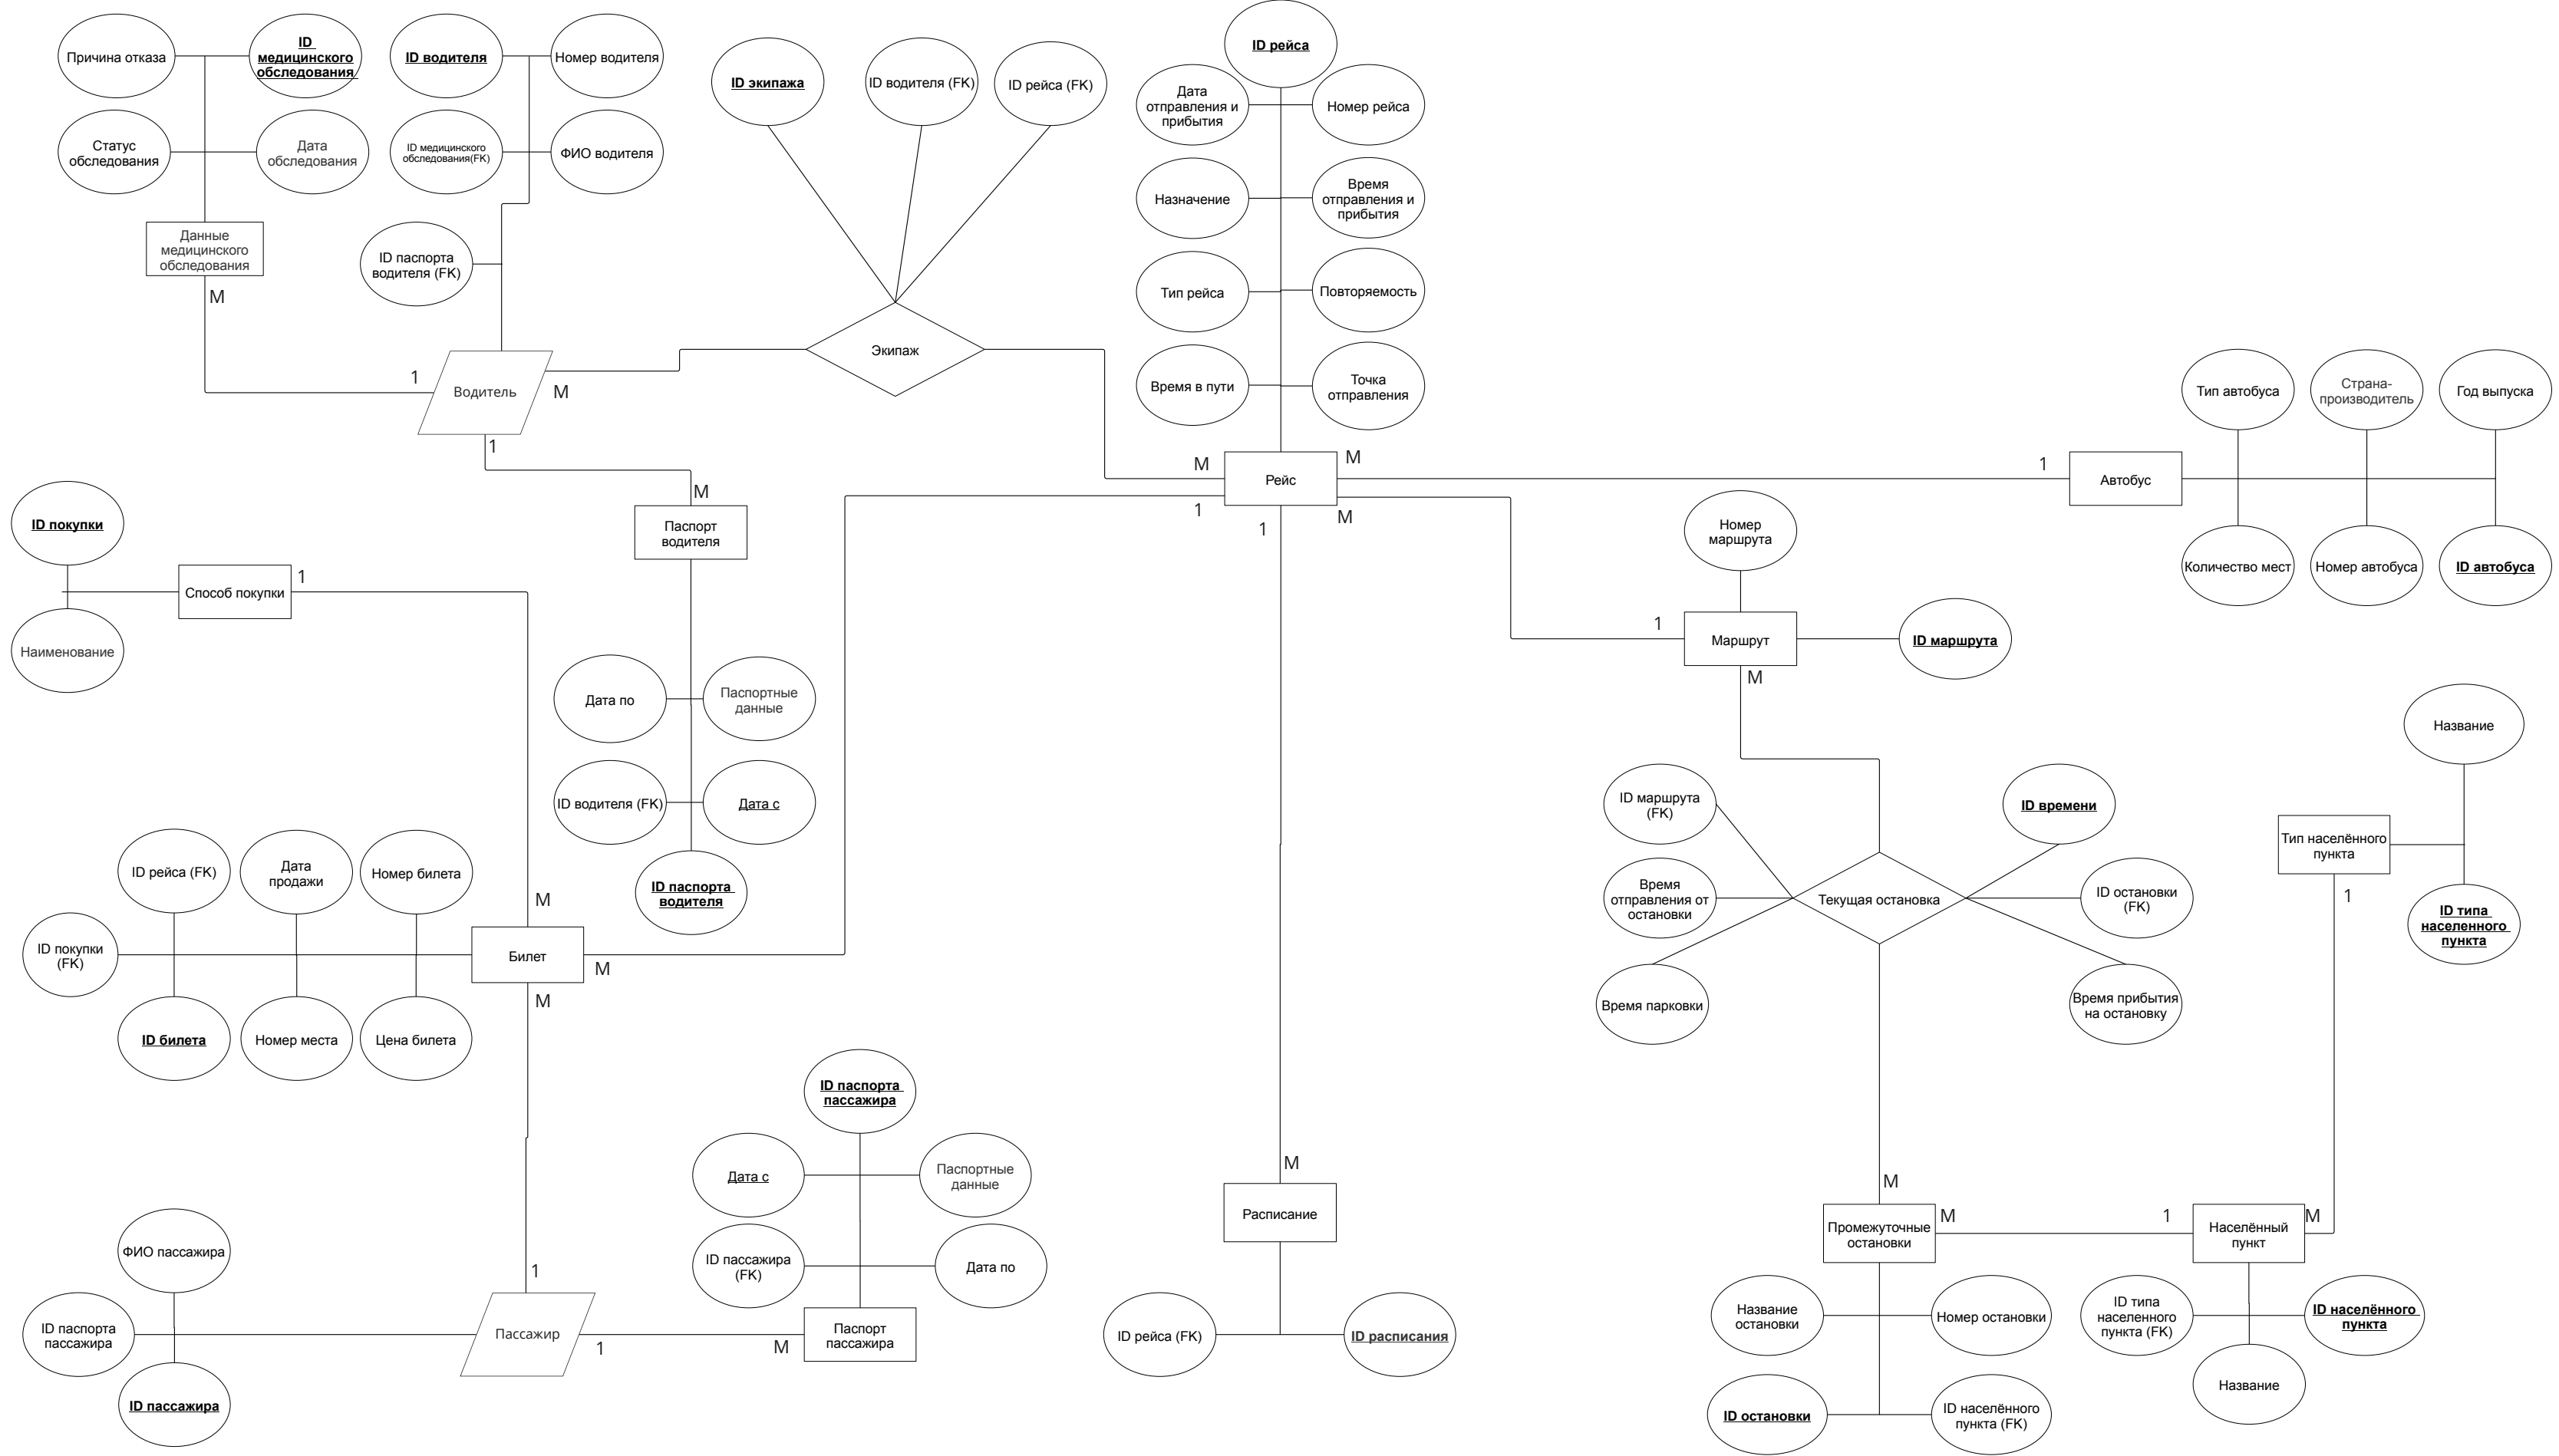 ID рейса
Причина отказа
ID
медицинского
обследования
ID водителя
Номер водителя
ID экипажа
ID водителя (FK)
ID рейса (FK)
Дата
отправления и
прибытия
Номер рейса
Статус
обследования
Дата
обследования
ID медицинского
обследования(FK)
ФИО водителя
Назначение
Время
отправления и
прибытия
Данные
медицинского
обследования
ID паспорта
водителя (FK)
Тип рейса
Повторяемость
M
Экипаж
Время в пути
Точка
отправления
Тип автобуса
Страна-
производитель
Год выпуска
1
Водитель
M
1
M
M
1
Рейс
Автобус
M
1
M
1
ID покупки
Паспорт
водителя
Номер
маршрута
Количество мест
Номер автобуса
ID автобуса
Способ покупки
1
1
Маршрут
ID маршрута
Наименование
M
Дата по
Паспортные
данные
Название
ID водителя (FK)
Дата с
ID маршрута
(FK)
ID времени
Тип населённого
пункта
ID рейса (FK)
Дата
продажи
Номер билета
ID паспорта
водителя
M
Время
отправления от
остановки
Текущая остановка
ID остановки
(FK)
1
ID типа
населенного
пункта
ID покупки
(FK)
Билет
M
M
Время парковки
Время прибытия
на остановку
ID билета
Номер места
Цена билета
ID паспорта
пассажира
Дата с
Паспортные
данные
M
M
Расписание
Промежуточные
остановки
M
1
Населённый
пункт
M
ФИО пассажира
ID пассажира
(FK)
Дата по
1
Название
остановки
Номер остановки
ID типа
населенного
пункта (FK)
ID населённого
пункта
ID паспорта
пассажира
Пассажир
1
M
Паспорт
пассажира
ID рейса (FK)
ID расписания
Название
ID пассажира
ID остановки
ID населённого
пункта (FK)